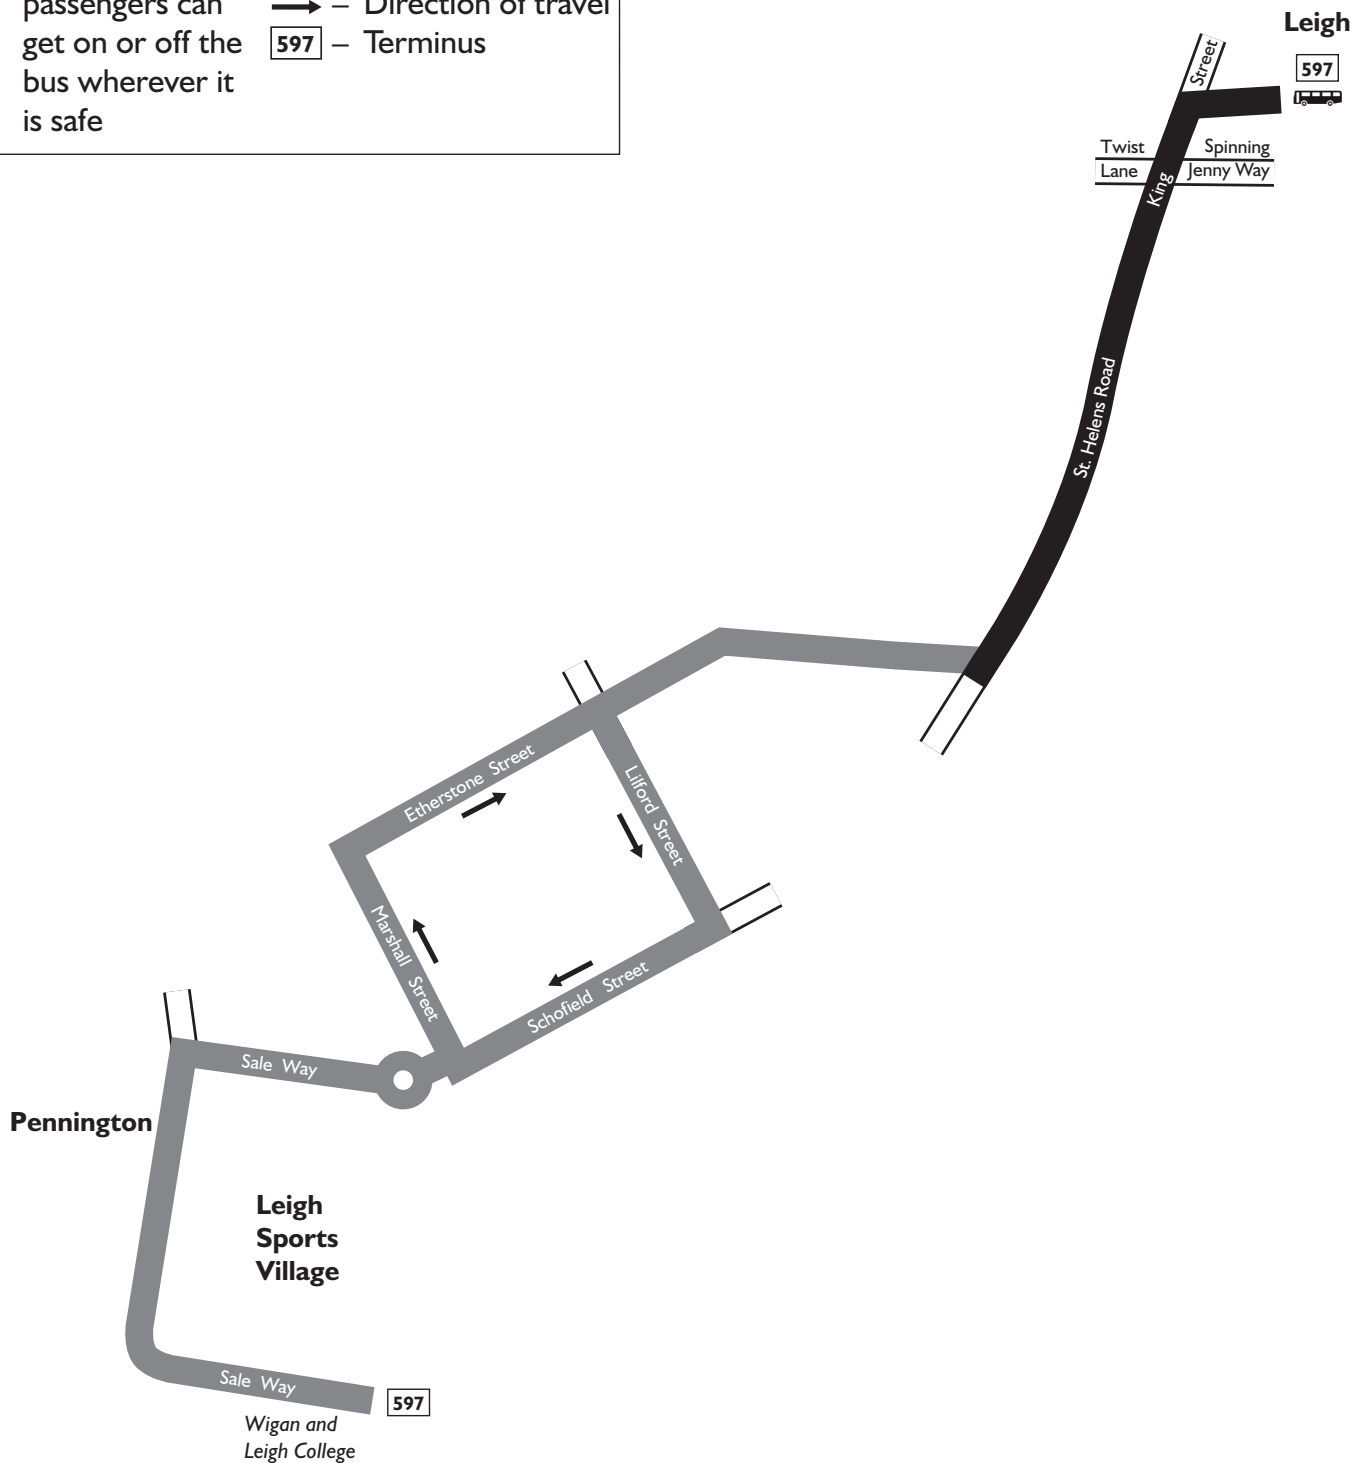 passengers can
get on or off the
bus wherever it
is safe
– Direction of travel
597 – Terminus
Leigh
597
Street
Twist
Lane
Spinning
Jenny Way
King
St. Helens Road
Etherstone Street
Lilford Street
Marshall Street
Schofield Street
Sale Way
Pennington
Leigh
Sports
Village
Sale Way
597
Wigan and
Leigh College